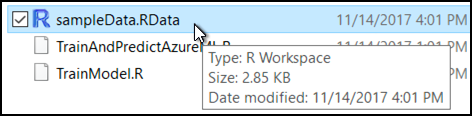 sampleData.RData 11/14/2017 4:01 PM
TrainAndPredictAzureML.R
Type: R Workspace
TrainModel.R
Size: 2.85 KB
Date modified: 11/14/2017 4:01 PM